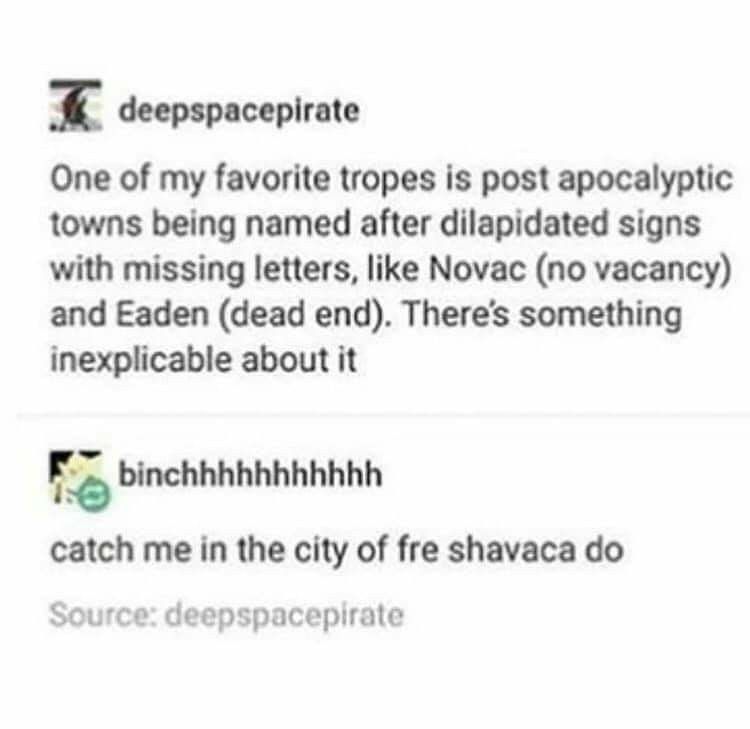 deepspacepirate
One of my favorite tropes is post apocalyptic
towns being named after dilapidated signs
with missing letters, like Novac (no vacancy)
and Eaden (dead end). There's something
inexplicable about it
binchhhhhhhhhhh
catch me in the city of fre shavaca do
Source: deepspacepirate